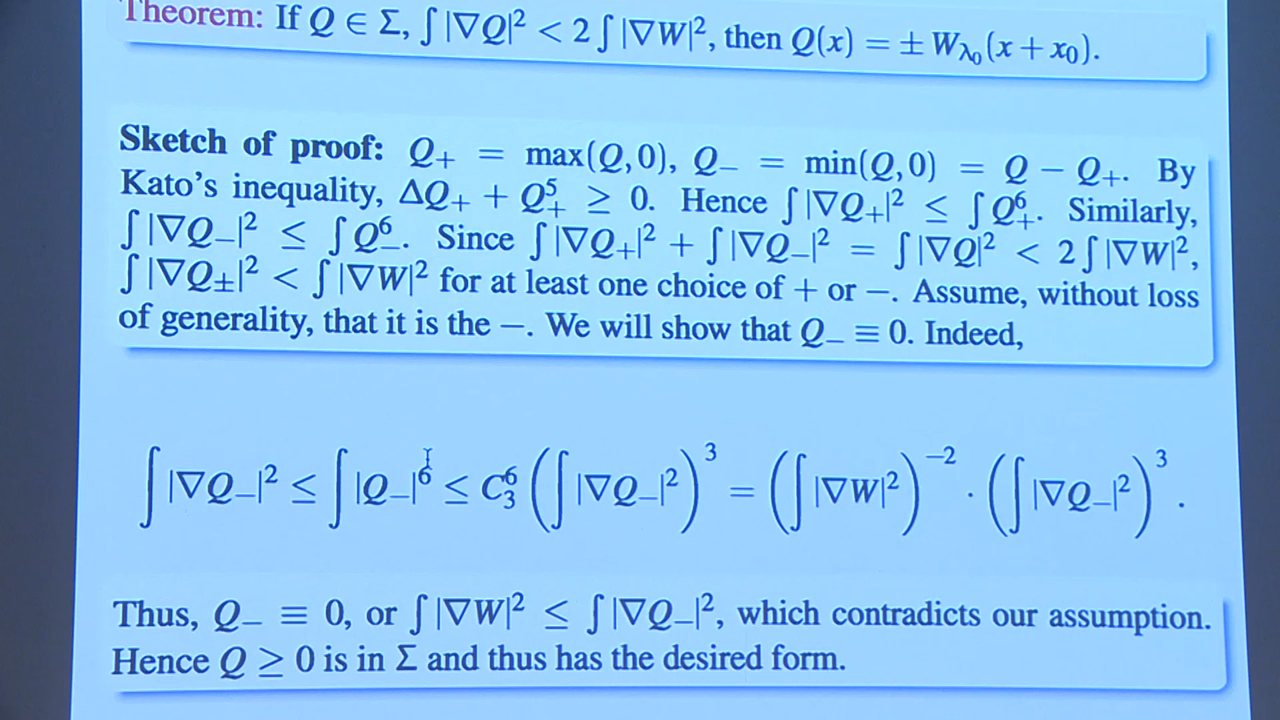 Theorem: If Q ∈ Σ, ∫|∇Q|² < 2∫|∇W|², then Q(x) = ± W_{λ₀}(x + x₀).
Sketch of proof: Q₊ = max(Q,0), Q₋ = min(Q,0) = Q − Q₊. By
Kato's inequality, ΔQ₊ + Q₊⁵ ≥ 0. Hence ∫|∇Q₊|² ≤ ∫Q₊⁶. Similarly,
∫|∇Q₋|² ≤ ∫Q₋⁶. Since ∫|∇Q₊|² + ∫|∇Q₋|² = ∫|∇Q|² < 2∫|∇W|²,
∫|∇Q±|² < ∫|∇W|² for at least one choice of + or −. Assume, without loss
of generality, that it is the −. We will show that Q₋ ≡ 0. Indeed,
∫|∇Q₋|² ≤ ∫|Q₋|⁶ ≤ C₃⁶ (∫|∇Q₋|²)³ = (∫|∇W|²)⁻² · (∫|∇Q₋|²)³.
Thus, Q₋ ≡ 0, or ∫|∇W|² ≤ ∫|∇Q₋|², which contradicts our assumption.
Hence Q ≥ 0 is in Σ and thus has the desired form.